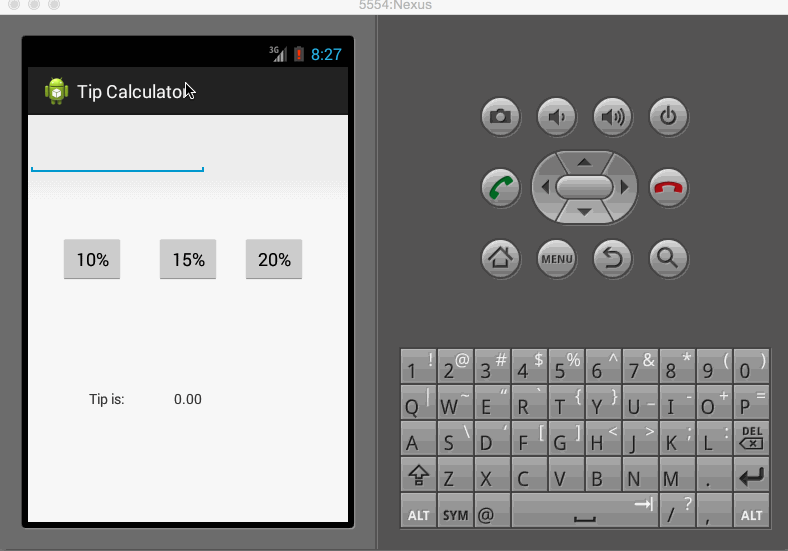 5554:Nexus
3G 8:27
Tip Calculator
10% 15% 20%
Tip is: 0.00
MENU
1 ! 2 @ 3 # 4 $ 5 % 6 ^ 7 & 8 * 9 ( 0 )
Q | W ~ E “ R ` T { Y } U _ I - O + P =
A S \ D ‘ F [ G ] H < J > K ; L : DEL
Z X C V B N M .
ALT SYM @ / ? , ALT